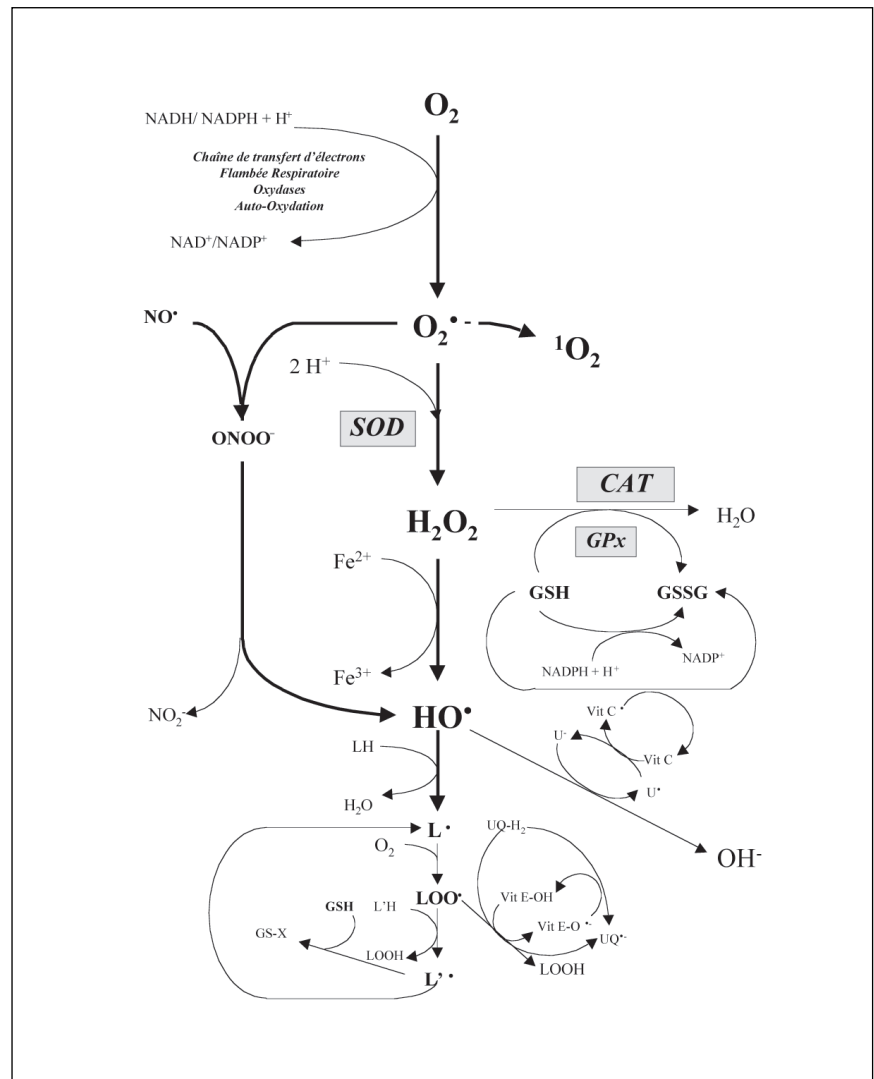 O₂
NADH/ NADPH + H⁺
Chaîne de transfert d'électrons
Flambée Respiratoire
Oxydases
Auto-Oxydation
NAD⁺/NADP⁺
NO•
O₂•-
¹O₂
2 H⁺
SOD
ONOO⁻
CAT
H₂O₂
H₂O
GPx
Fe²⁺
GSH
GSSG
NADPH + H⁺
NADP⁺
Fe³⁺
NO₂⁻
HO•
Vit C •
U⁻
Vit C
U•
LH
H₂O
L •
UQ-H₂
O₂
OH⁻
LOO•
Vit E-OH
GSH
L'H
Vit E-O •-
UQ•-
GS-X
LOOH
LOOH
L' •